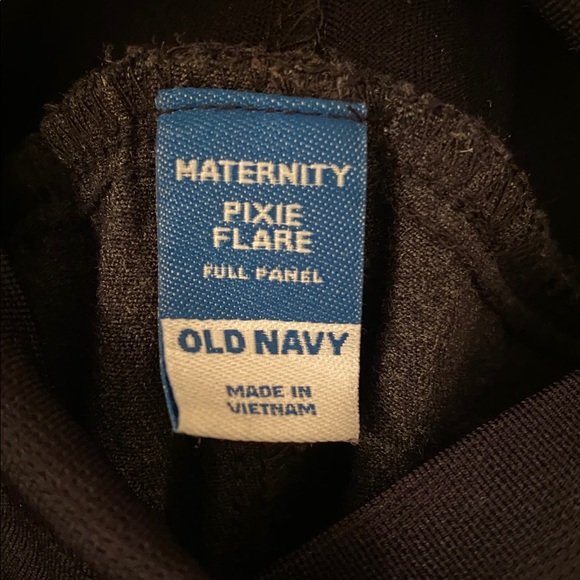 MATERNITY
PIXIE
FLARE
FULL PANEL
OLD NAVY
MADE IN
VIETNAM